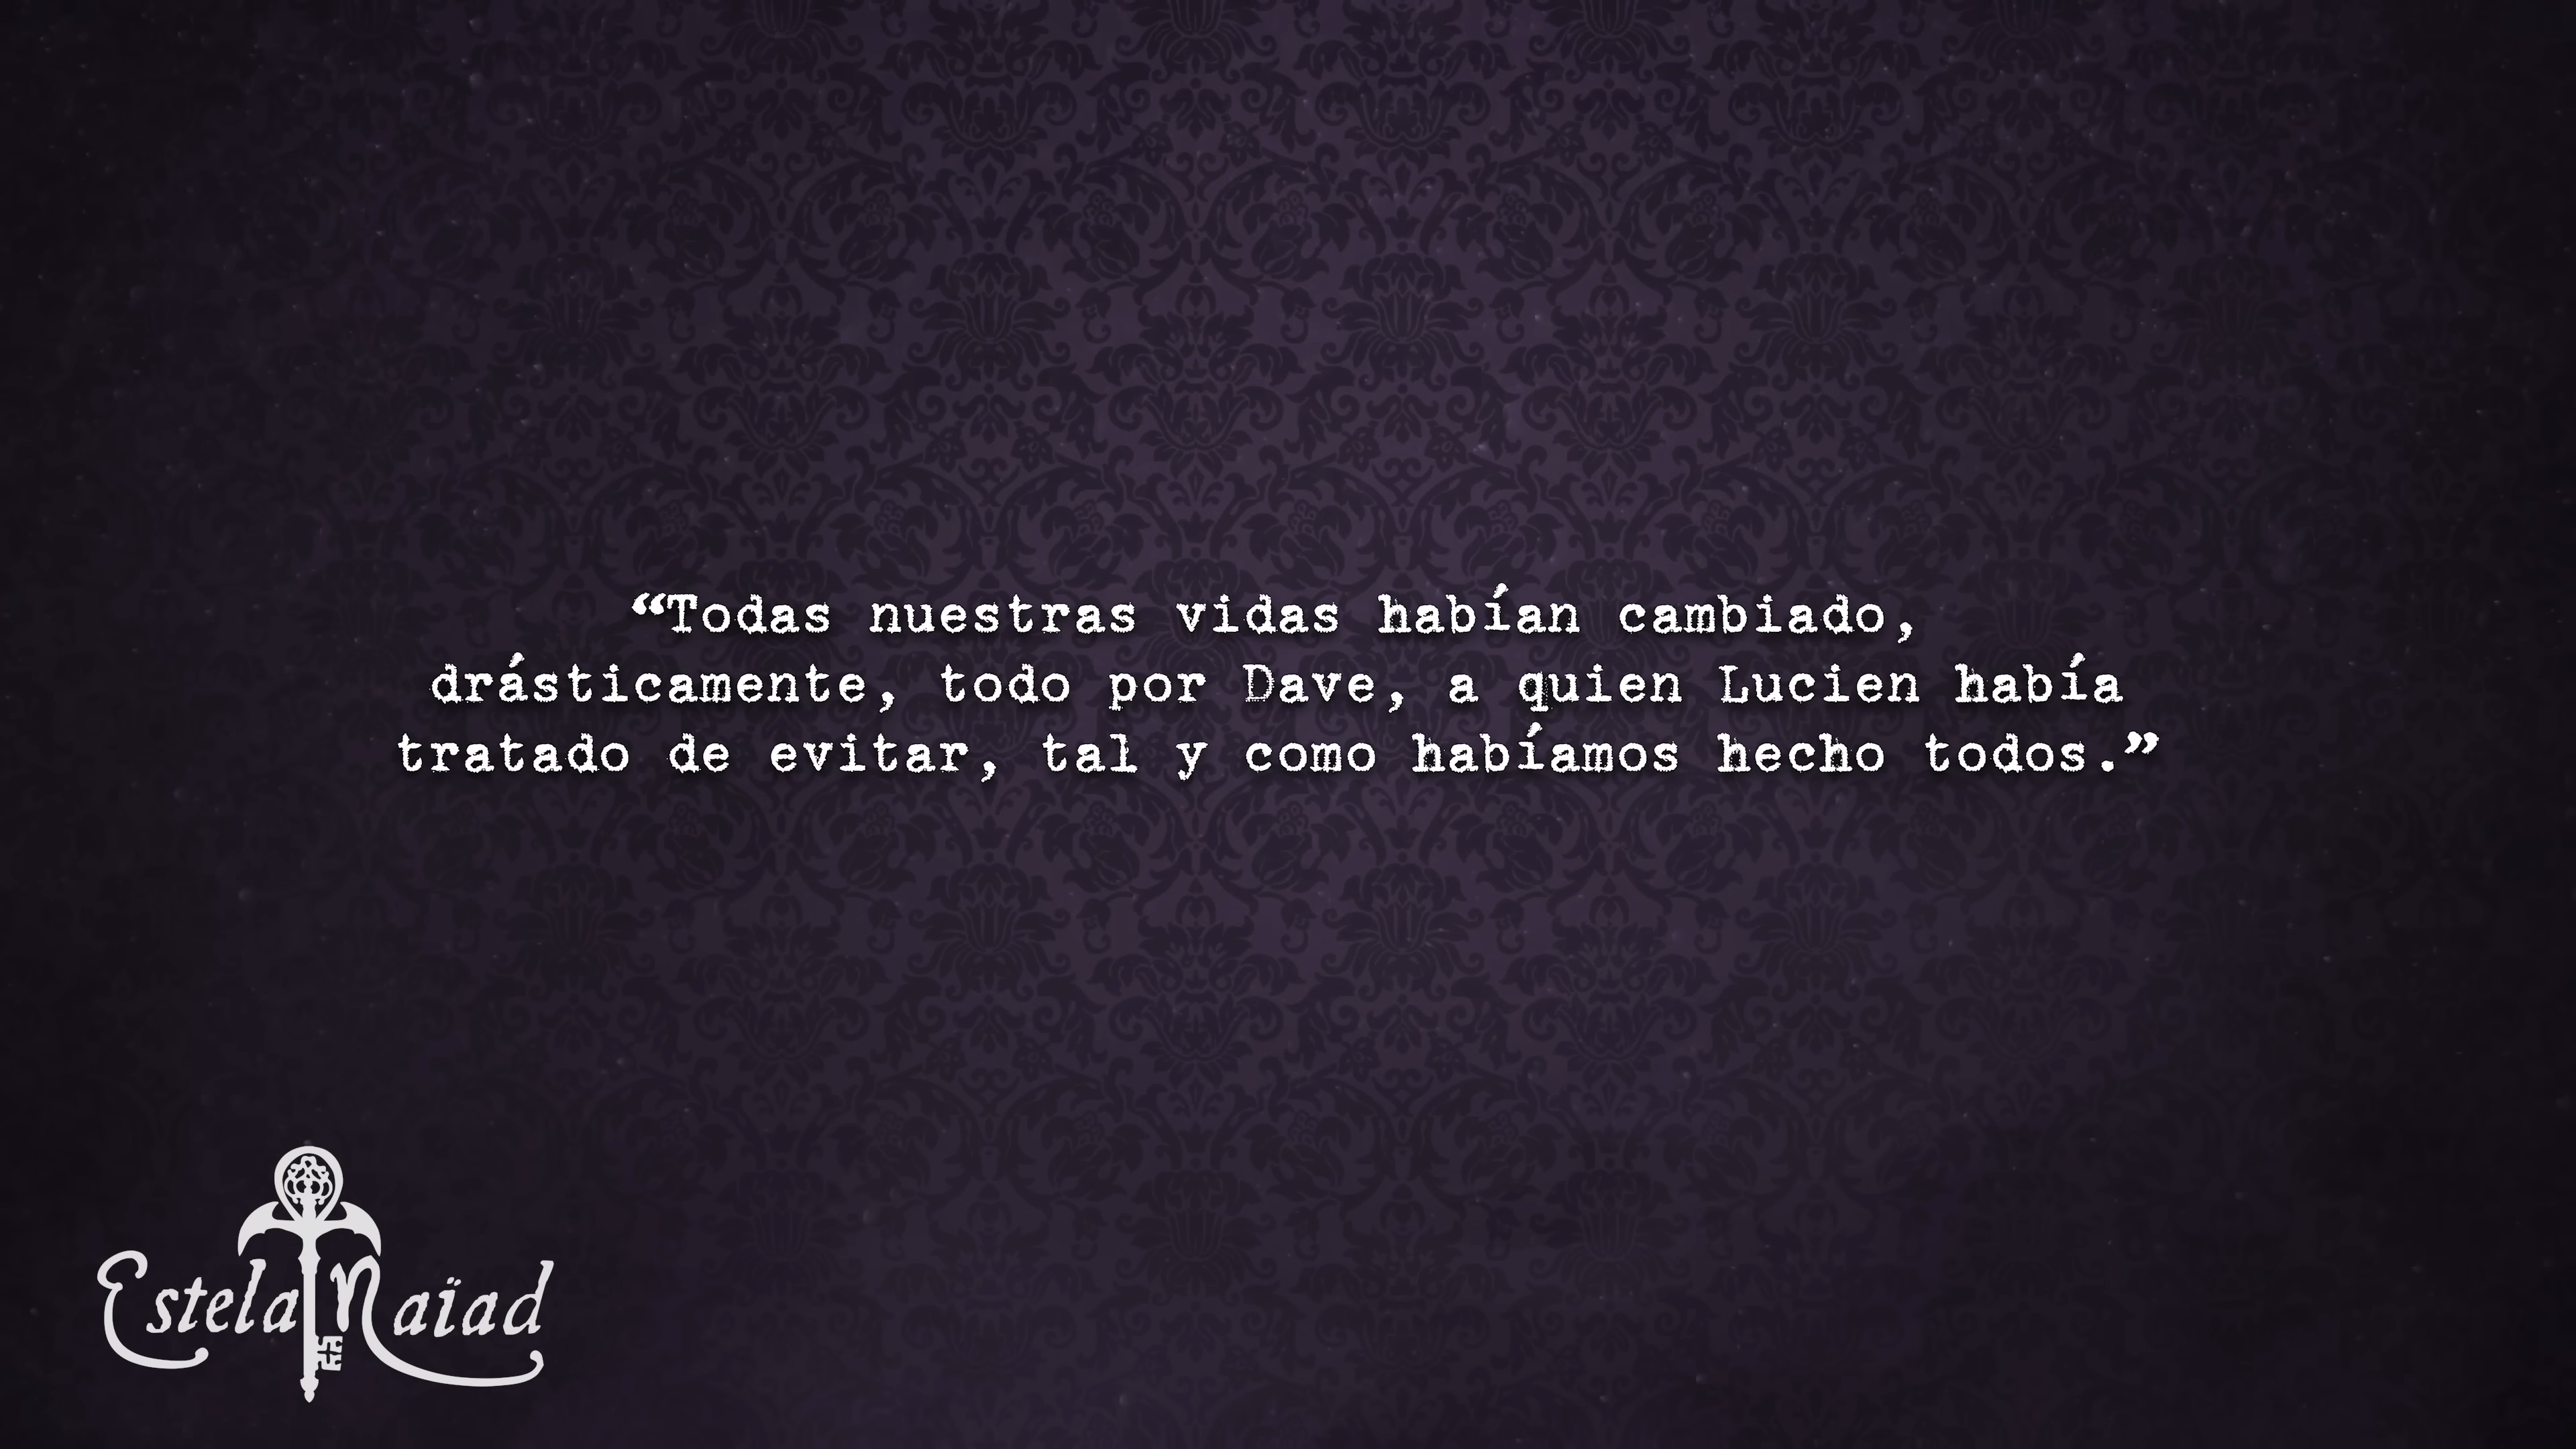 “Todas nuestras vidas habían cambiado,
drásticamente, todo por Dave, a quien Lucien había
tratado de evitar, tal y como habíamos hecho todos.”
Estela Naïad